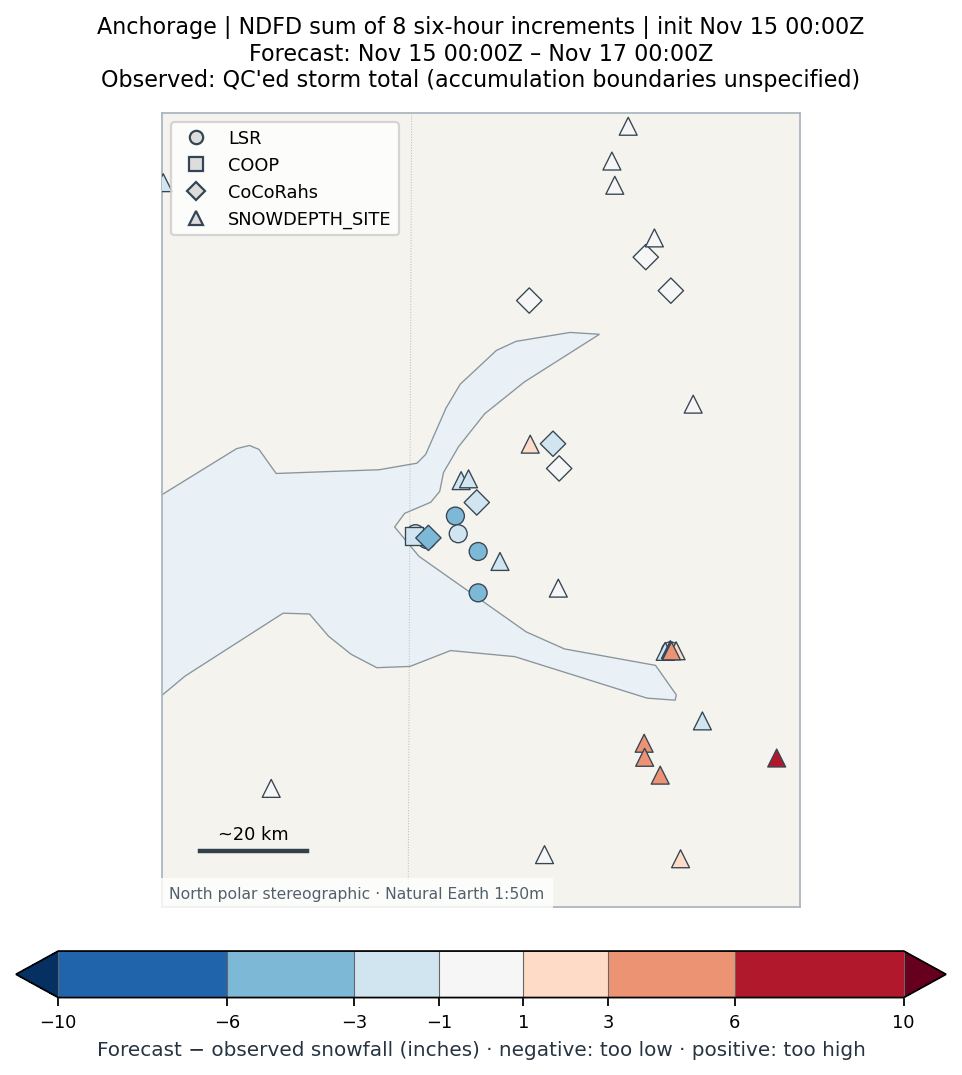 Anchorage | NDFD sum of 8 six-hour increments | init Nov 15 00:00Z
Forecast: Nov 15 00:00Z – Nov 17 00:00Z
Observed: QC'ed storm total (accumulation boundaries unspecified)
LSR
COOP
CoCoRahs
SNOWDEPTH_SITE
~20 km
North polar stereographic · Natural Earth 1:50m
−10 −6 −3 −1 1 3 6 10
Forecast − observed snowfall (inches) · negative: too low · positive: too high